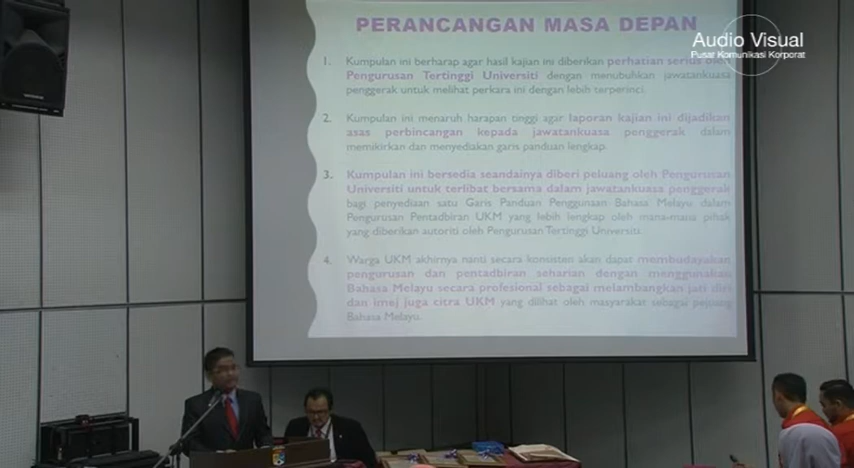 PERANCANGAN MASA DEPAN
Audio Visual
Pusat Komunikasi Korporat
1. Kumpulan ini berharap agar hasil kajian ini diberikan perhatian serius oleh
Pengurusan Tertinggi Universiti dengan menubuhkan jawatankuasa
penggerak untuk melihat perkara ini dengan lebih terperinci.
2. Kumpulan ini menaruh harapan tinggi agar laporan kajian ini dijadikan
asas perbincangan kepada jawatankuasa penggerak dalam
memikirkan dan menyediakan garis panduan lengkap.
3. Kumpulan ini bersedia seandainya diberi peluang oleh Pengurusan
Universiti untuk terlibat bersama dalam jawatankuasa penggerak
bagi penyediaan satu Garis Panduan Penggunaan Bahasa Melayu dalam
Pengurusan Pentadbiran UKM yang lebih lengkap oleh mana-mana pihak
yang diberikan autoriti oleh Pengurusan Tertinggi Universiti.
4. Warga UKM akhirnya nanti secara konsisten akan dapat membudayakan
pengurusan dan pentadbiran seharian dengan menggunakan
Bahasa Melayu secara profesional sebagai melambangkan jati diri
dan imej juga citra UKM yang dilihat oleh masyarakat sebagai pejuang
Bahasa Melayu.